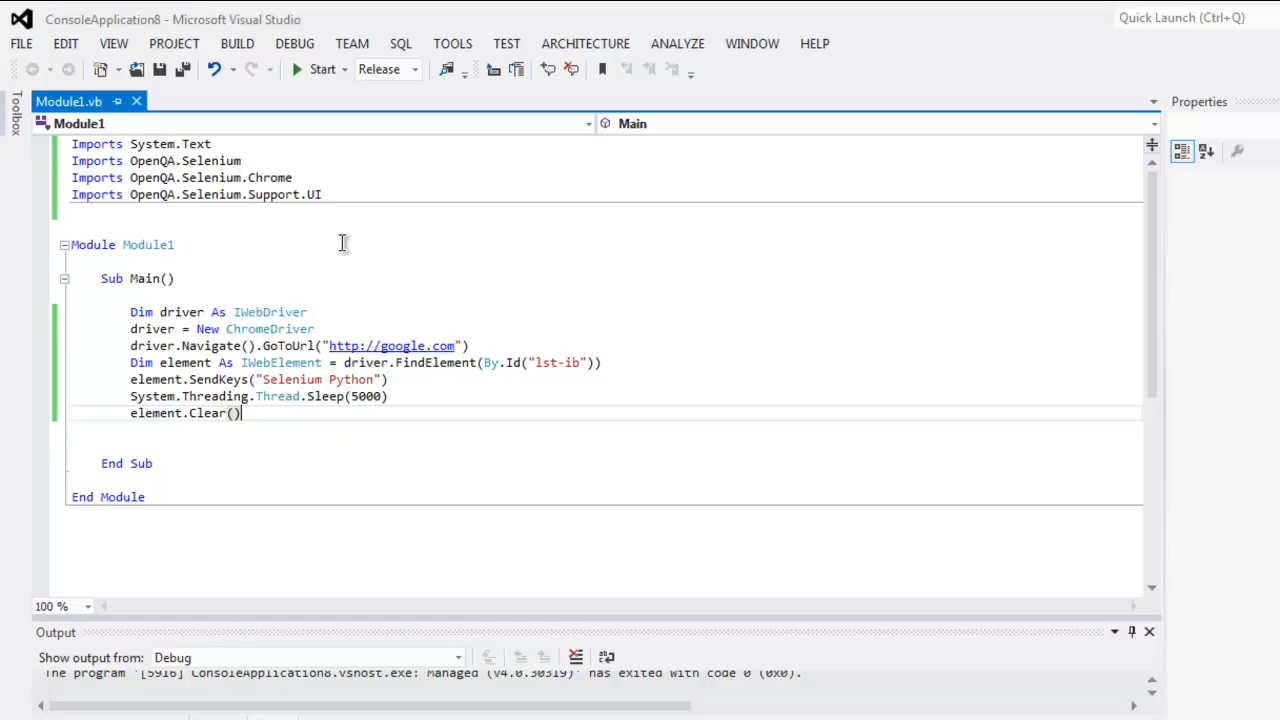 ConsoleApplication8 - Microsoft Visual Studio
Quick Launch (Ctrl+Q)
FILE EDIT VIEW PROJECT BUILD DEBUG TEAM SQL TOOLS TEST ARCHITECTURE ANALYZE WINDOW HELP
Start Release
Toolbox
Module1.vb
Properties
Module1
Main
Imports System.Text
Imports OpenQA.Selenium
Imports OpenQA.Selenium.Chrome
Imports OpenQA.Selenium.Support.UI
Module Module1
Sub Main()
Dim driver As IWebDriver
driver = New ChromeDriver
driver.Navigate().GoToUrl("http://google.com")
Dim element As IWebElement = driver.FindElement(By.Id("lst-ib"))
element.SendKeys("Selenium Python")
System.Threading.Thread.Sleep(5000)
element.Clear()
End Sub
End Module
100 %
Output
Show output from: Debug
The program '[5916] ConsoleApplication8.vshost.exe: Managed (v4.0.30319)' has exited with code 0 (0x0).